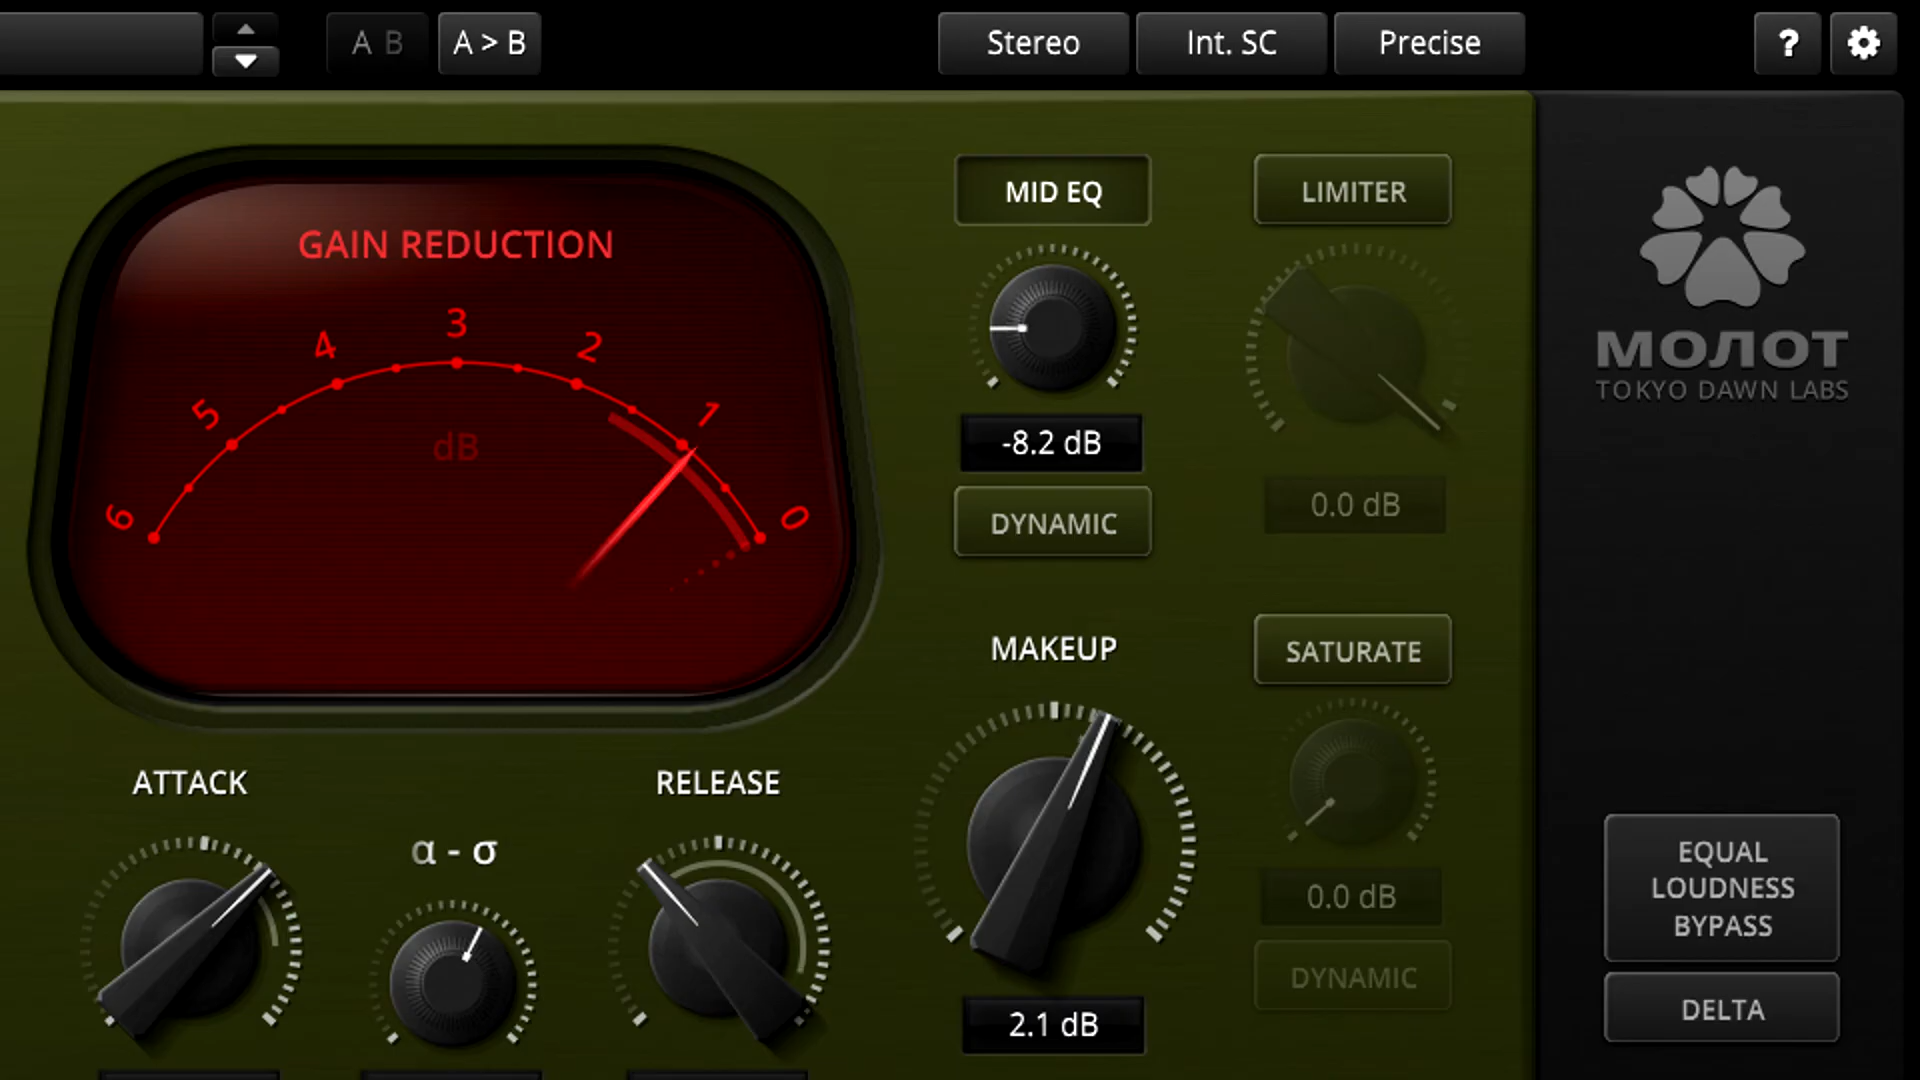 A B
A > B
Stereo
Int. SC
Precise
?
GAIN REDUCTION
6 5 4 3 2 1 0
dB
MID EQ
-8.2 dB
DYNAMIC
LIMITER
0.0 dB
МОЛОТ
TOKYO DAWN LABS
MAKEUP
2.1 dB
SATURATE
0.0 dB
DYNAMIC
ATTACK
α - σ
RELEASE
EQUAL
LOUDNESS
BYPASS
DELTA